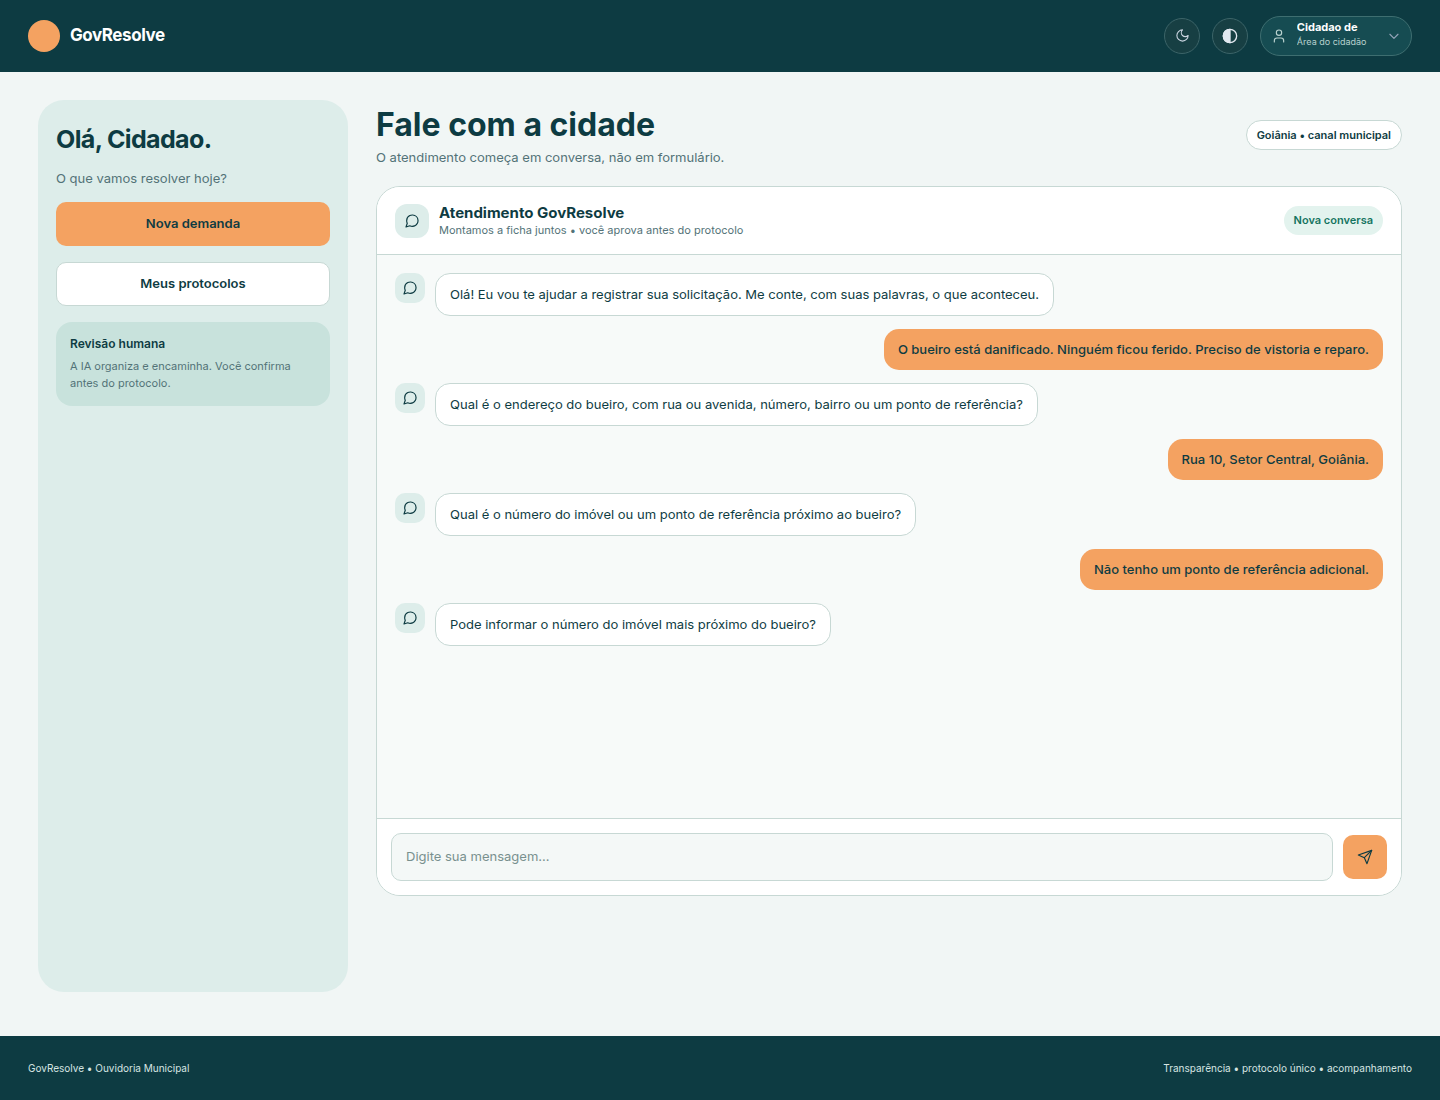 GovResolve
Cidadao de
Área do cidadão
Olá, Cidadao.
O que vamos resolver hoje?
Nova demanda
Meus protocolos
Revisão humana
A IA organiza e encaminha. Você confirma
antes do protocolo.
Fale com a cidade
O atendimento começa em conversa, não em formulário.
Goiânia • canal municipal
Atendimento GovResolve
Montamos a ficha juntos • você aprova antes do protocolo
Nova conversa
Olá! Eu vou te ajudar a registrar sua solicitação. Me conte, com suas palavras, o que aconteceu.
O bueiro está danificado. Ninguém ficou ferido. Preciso de vistoria e reparo.
Qual é o endereço do bueiro, com rua ou avenida, número, bairro ou um ponto de referência?
Rua 10, Setor Central, Goiânia.
Qual é o número do imóvel ou um ponto de referência próximo ao bueiro?
Não tenho um ponto de referência adicional.
Pode informar o número do imóvel mais próximo do bueiro?
Digite sua mensagem...
GovResolve • Ouvidoria Municipal
Transparência • protocolo único • acompanhamento